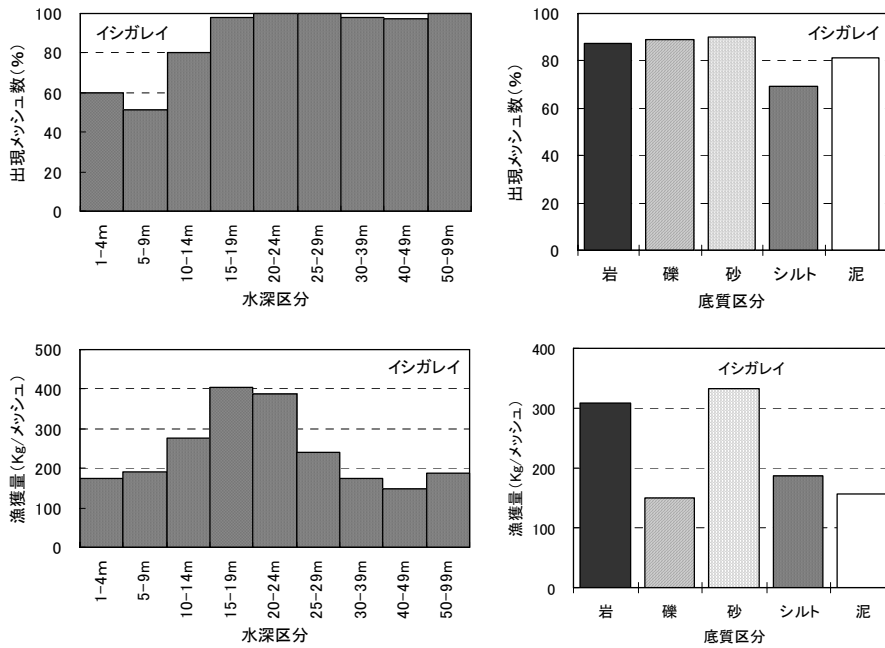 イシガレイ
出現メッシュ数(%)
100
80
60
40
20
0
1-4m
5-9m
10-14m
15-19m
20-24m
25-29m
30-39m
40-49m
50-99m
水深区分
イシガレイ
出現メッシュ数(%)
100
80
60
40
20
0
岩 礫 砂 シルト 泥
底質区分
イシガレイ
漁獲量(Kg/メッシュ)
500
400
300
200
100
0
1-4m
5-9m
10-14m
15-19m
20-24m
25-29m
30-39m
40-49m
50-99m
水深区分
イシガレイ
漁獲量(Kg/メッシュ)
400
300
200
100
0
岩 礫 砂 シルト 泥
底質区分